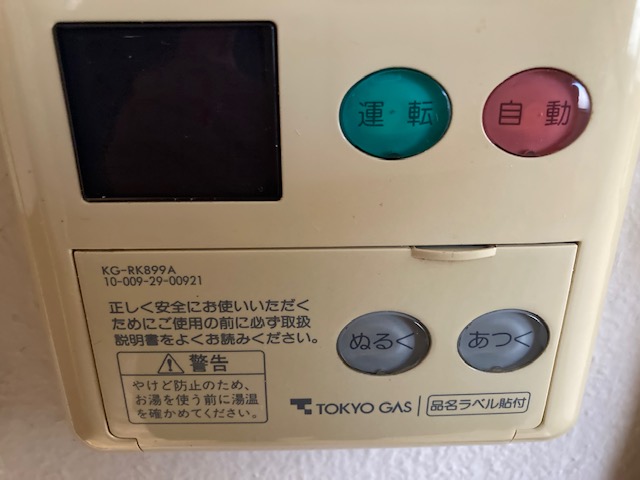 運転
自動
KG-RK899A
10-009-29-00921
正しく安全にお使いいただく
ためにご使用の前に必ず取扱
説明書をよくお読みください。
警告
やけど防止のため、
お湯を使う前に湯温
を確かめてください。
ぬるく
あつく
TOKYO GAS
品名ラベル貼付